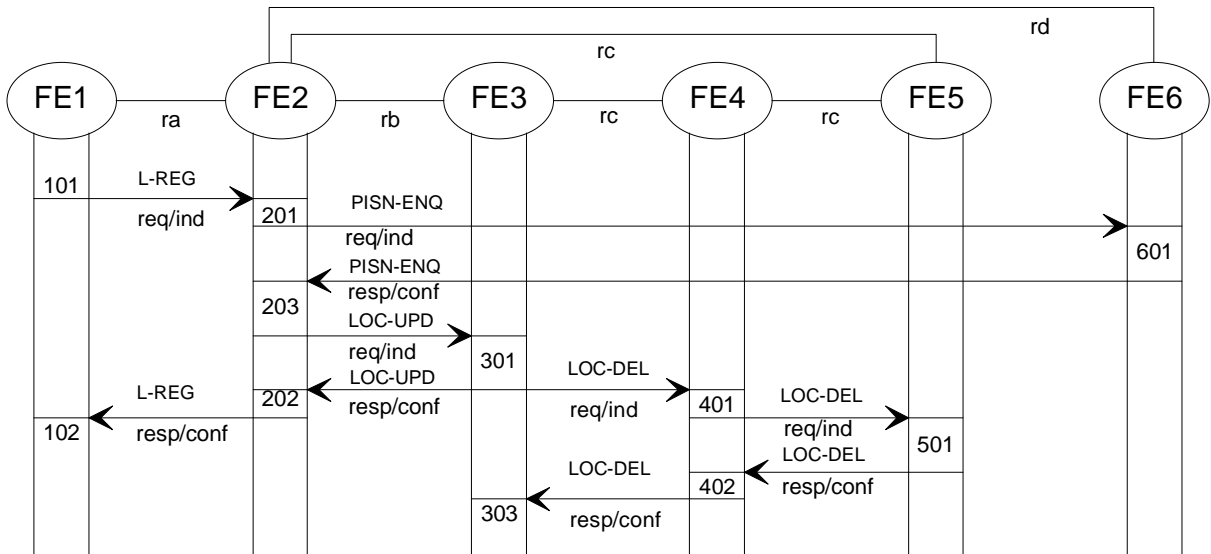 rd
rc
FE1 FE2 FE3 FE4 FE5 FE6
ra rb rc rc
101 L-REG
req/ind 201 PISN-ENQ
req/ind 601
PISN-ENQ
203 resp/conf
LOC-UPD
req/ind 301
L-REG 202 LOC-UPD LOC-DEL
resp/conf req/ind 401 LOC-DEL
102 resp/conf req/ind 501
LOC-DEL LOC-DEL
402 resp/conf
303 resp/conf